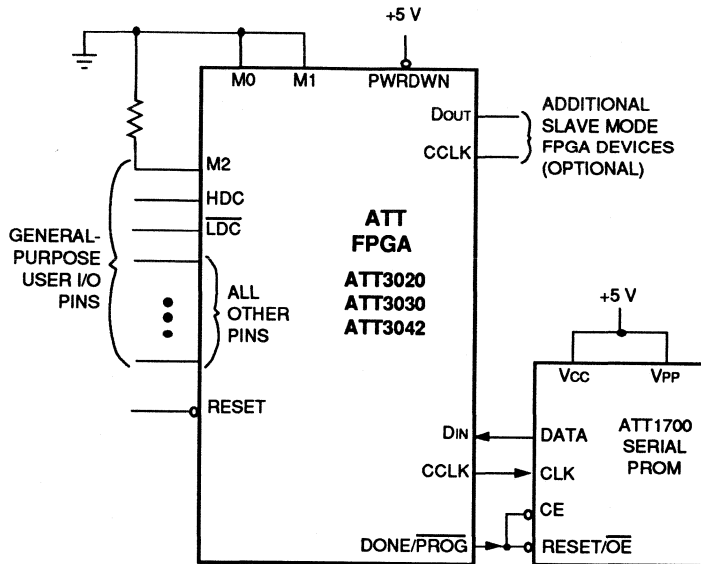 +5 V
M0 M1 PWRDWN
DOUT
CCLK
ADDITIONAL
SLAVE MODE
FPGA DEVICES
(OPTIONAL)
M2
HDC
LDC
GENERAL-
PURPOSE
USER I/O
PINS
ALL
OTHER
PINS
RESET
ATT
FPGA
ATT3020
ATT3030
ATT3042
+5 V
VCC VPP
ATT1700
SERIAL
PROM
DIN
DATA
CCLK
CLK
CE
DONE/PROG
RESET/OE